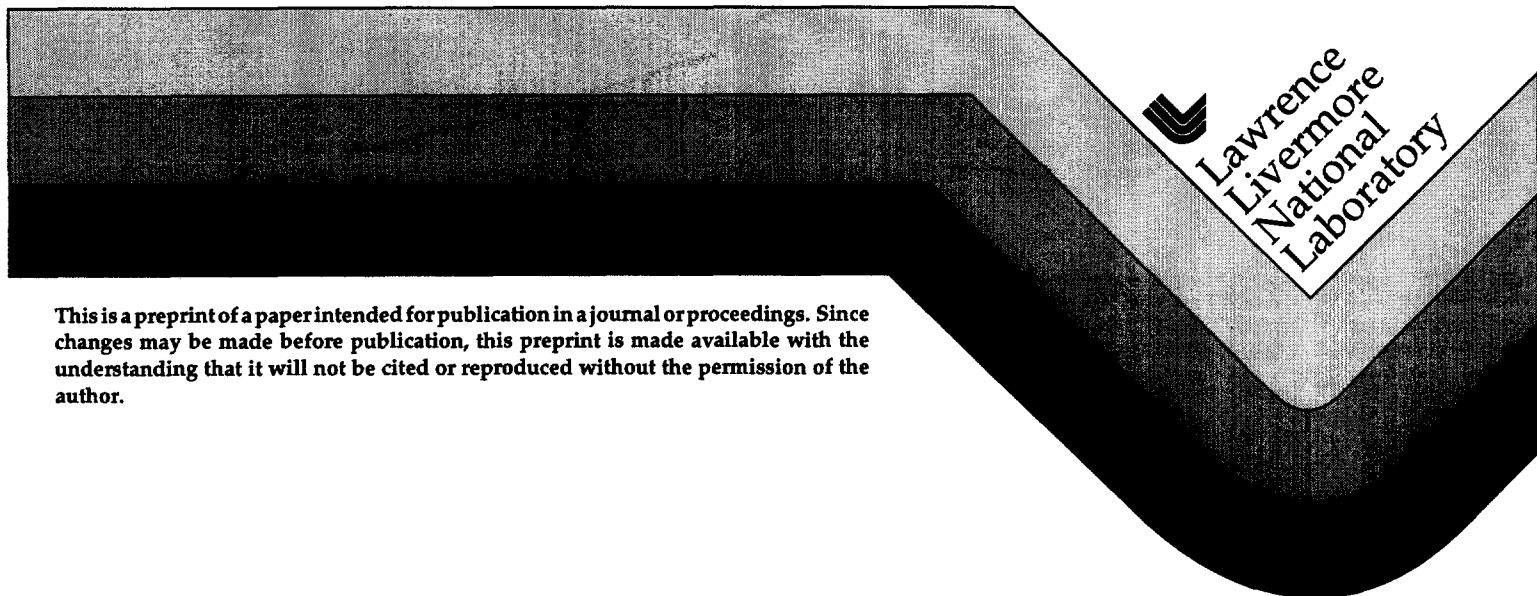 Lawrence
Livermore
National
Laboratory
This is a preprint of a paper intended for publication in a journal or proceedings. Since
changes may be made before publication, this preprint is made available with the
understanding that it will not be cited or reproduced without the permission of the
author.